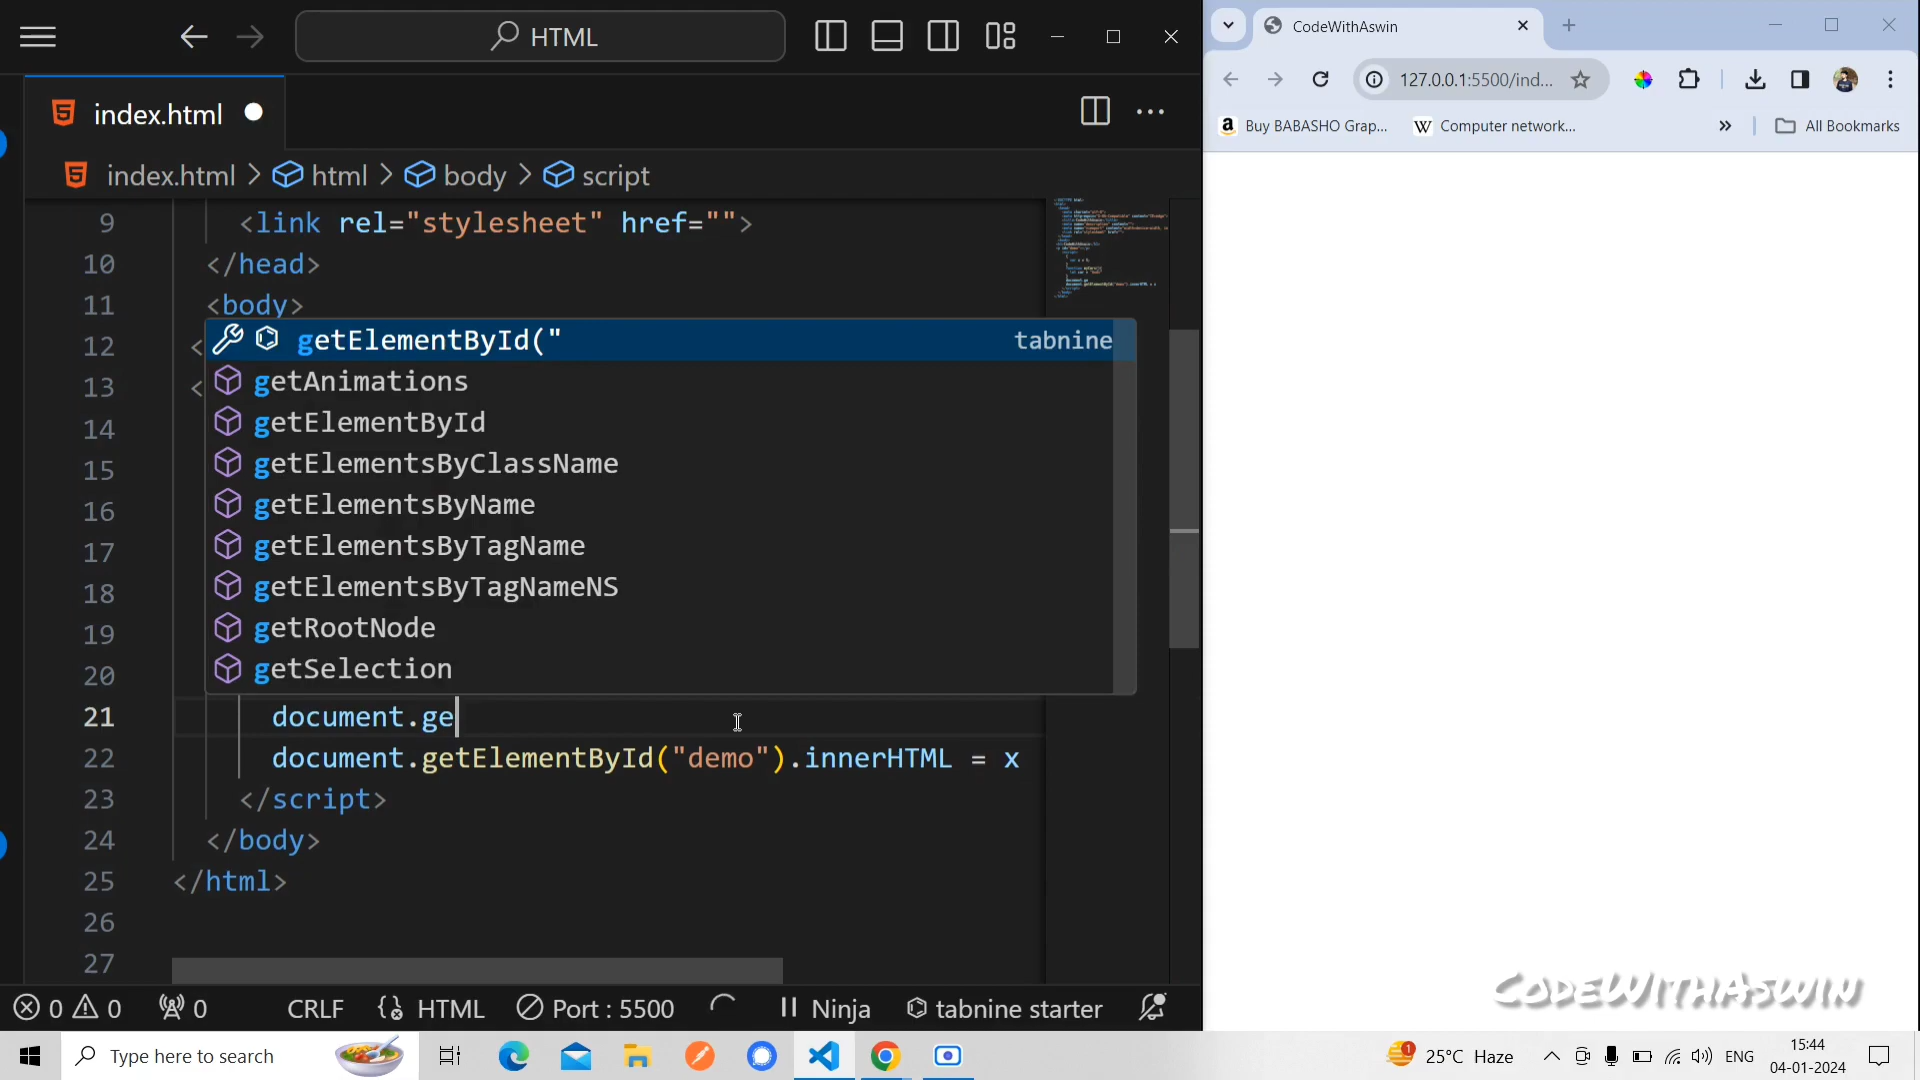 HTML
index.html
index.html > html > body > script
9 <link rel="stylesheet" href="">
10 </head>
11 <body>
12 <
13 <
14
15
16
17
18
19
20
getElementById(" tabnine
getAnimations
getElementById
getElementsByClassName
getElementsByName
getElementsByTagName
getElementsByTagNameNS
getRootNode
getSelection
21 document.ge
22 document.getElementById("demo").innerHTML = x
23 </script>
24 </body>
25 </html>
26
27
0 0 0 CRLF {} HTML Port : 5500 Ninja tabnine starter
CodeWithAswin
127.0.0.1:5500/ind...
Buy BABASHO Grap... Computer network... » All Bookmarks
CodeWithAswin
Type here to search
1 25°C Haze ENG 15:44
04-01-2024